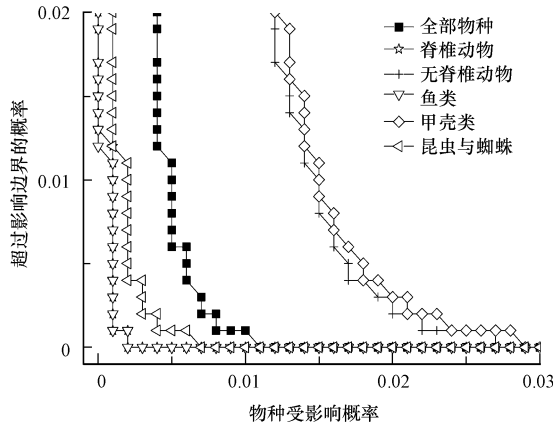 0.02
0.01
0
超过影响边界的概率
全部物种
脊椎动物
无脊椎动物
鱼类
甲壳类
昆虫与蜘蛛
0
0.01
0.02
0.03
物种受影响概率